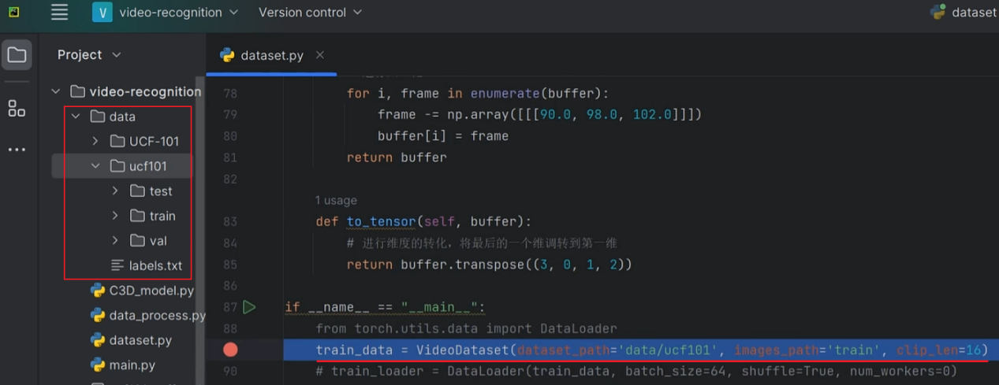 V video-recognition Version control dataset
Project
dataset.py
video-recognition
data
UCF-101
ucf101
test
train
val
labels.txt
C3D_model.py
data_process.py
dataset.py
main.py
78 for i, frame in enumerate(buffer):
79 frame -= np.array([[[90.0, 98.0, 102.0]]])
80 buffer[i] = frame
81 return buffer
82
1 usage
83 def to_tensor(self, buffer):
84 # 进行维度的转化，将最后的一个维调转到第一维
85 return buffer.transpose((3, 0, 1, 2))
86
87 if __name__ == "__main__":
88 from torch.utils.data import DataLoader
train_data = VideoDataset(dataset_path='data/ucf101', images_path='train', clip_len=16)
90 # train_loader = DataLoader(train_data, batch_size=64, shuffle=True, num_workers=0)